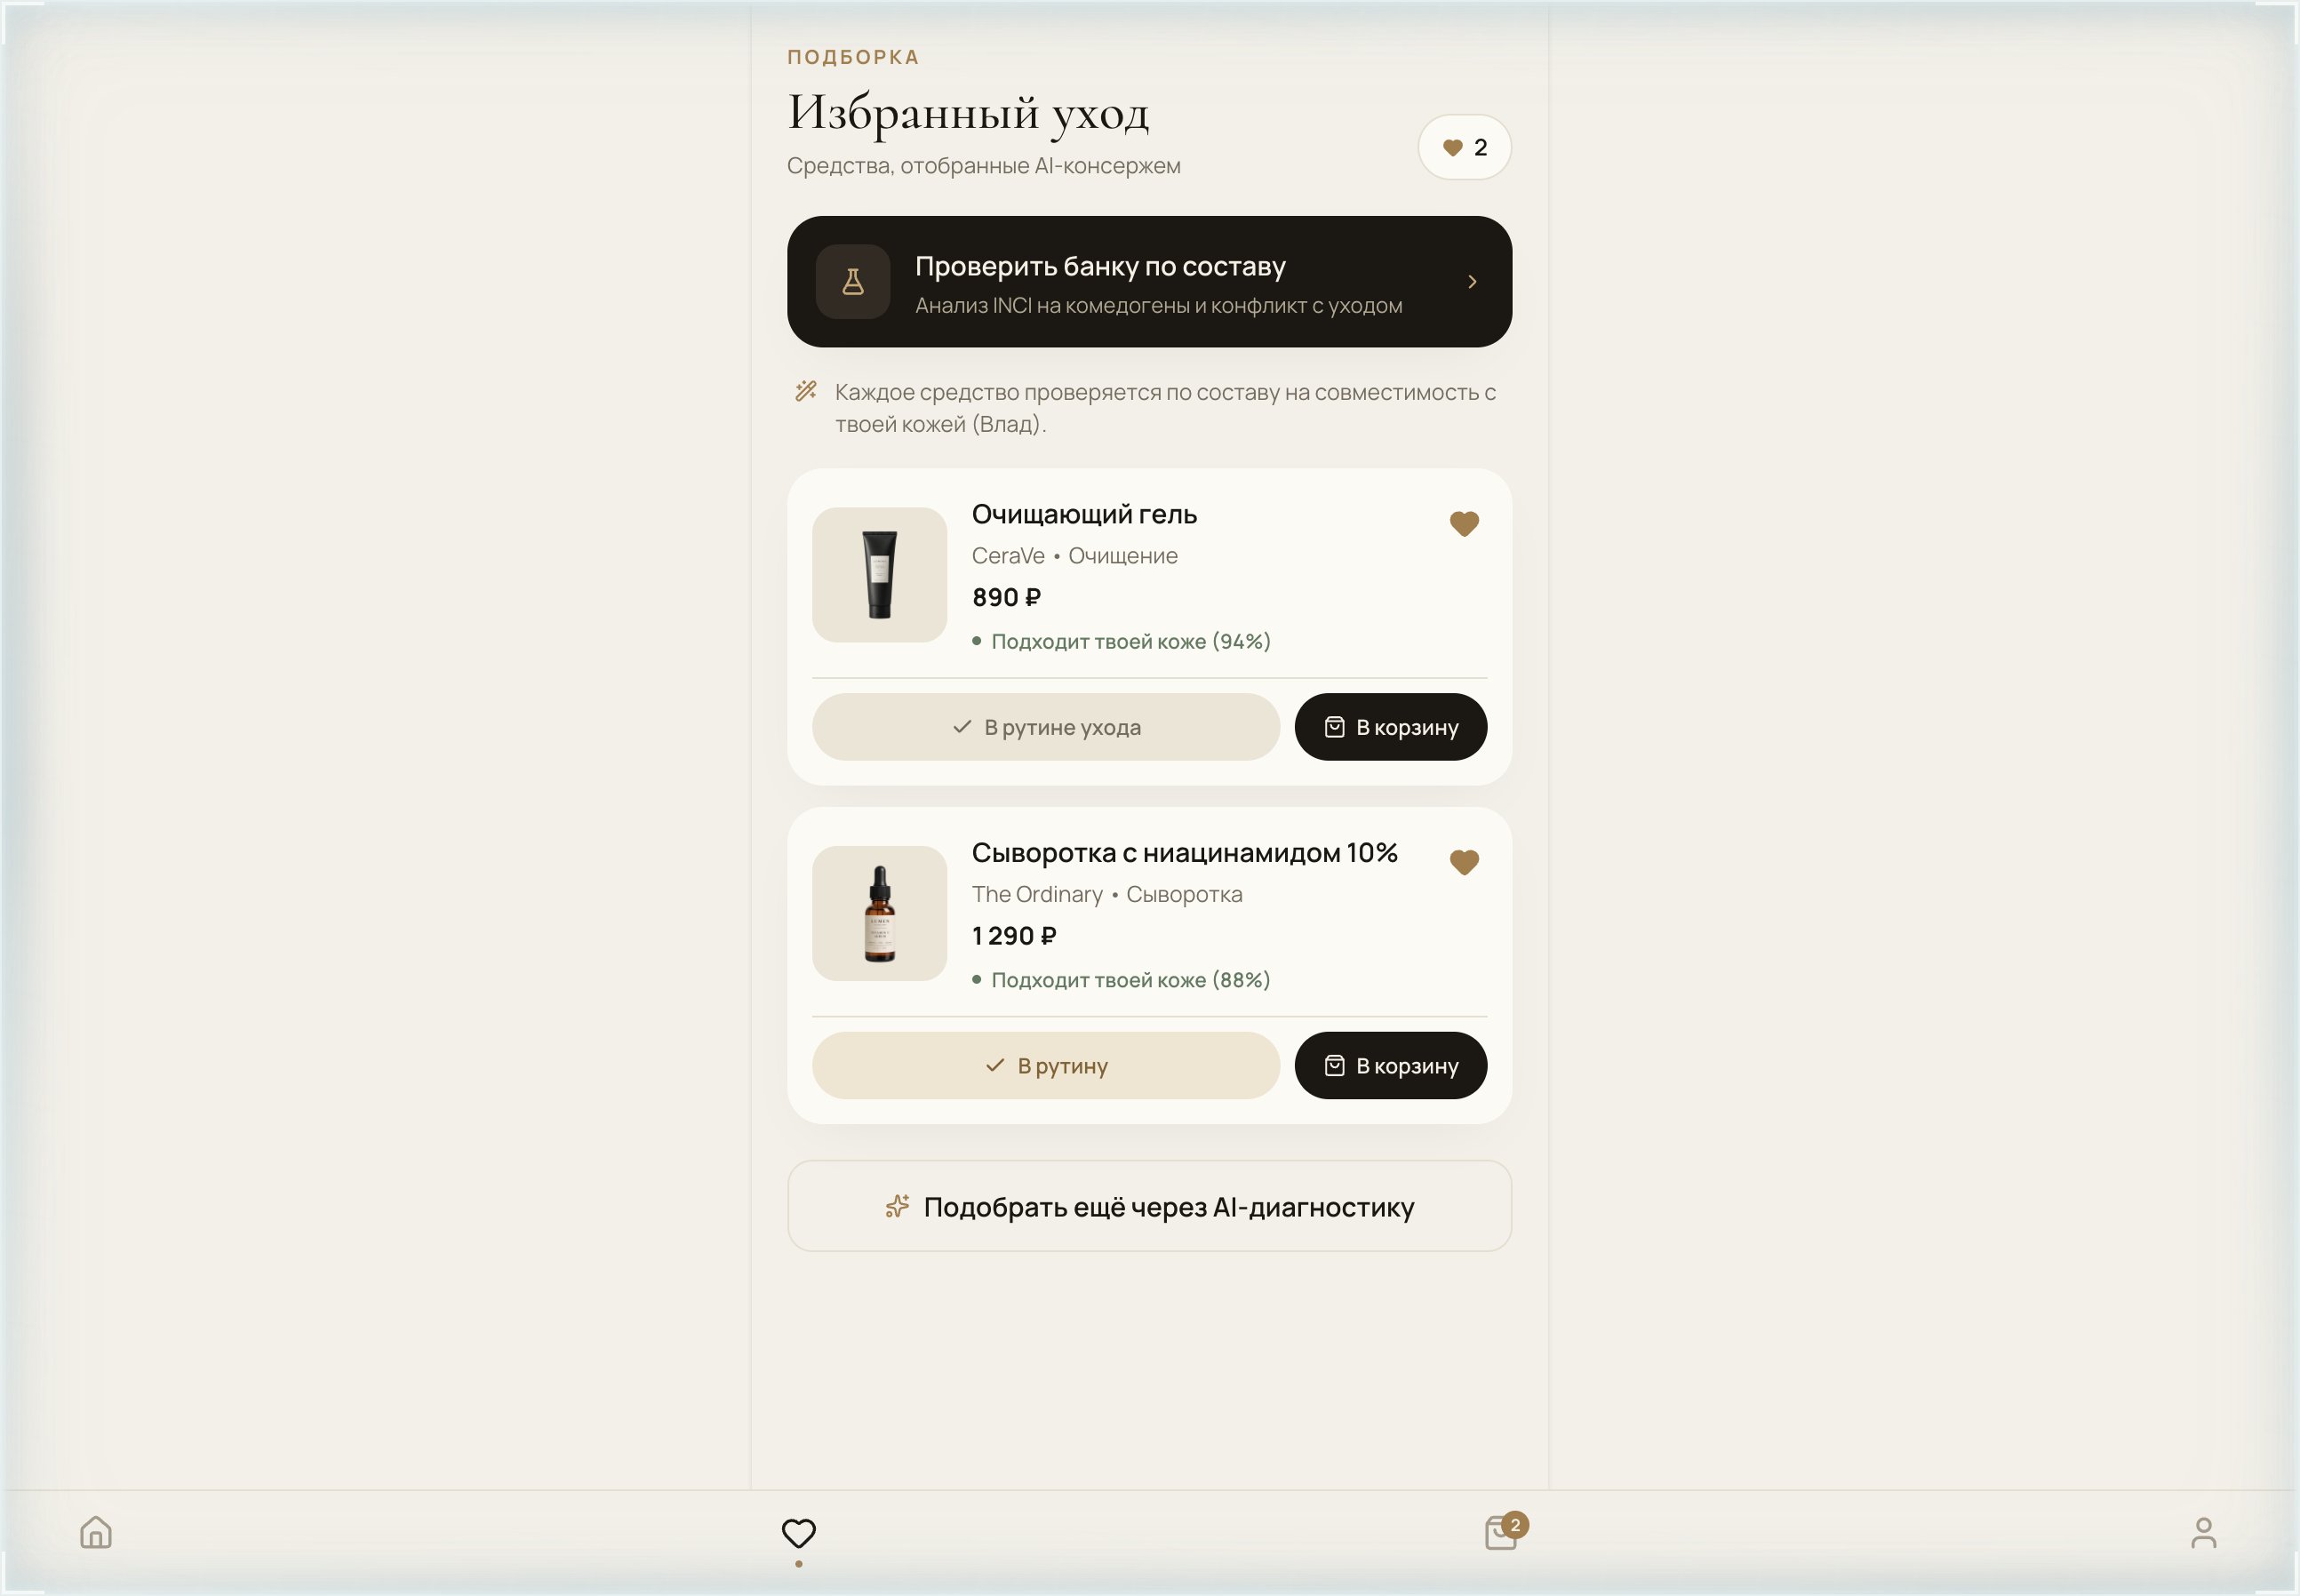 ПОДБОРКА
Избранный уход
Средства, отобранные AI-консержем
2
Проверить банку по составу
Анализ INCI на комедогены и конфликт с уходом
Каждое средство проверяется по составу на совместимость с
твоей кожей (Влад).
Очищающий гель
CeraVe • Очищение
890 ₽
Подходит твоей коже (94%)
В рутине ухода
В корзину
Сыворотка с ниацинамидом 10%
The Ordinary • Сыворотка
1 290 ₽
Подходит твоей коже (88%)
В рутину
В корзину
Подобрать ещё через AI-диагностику
2